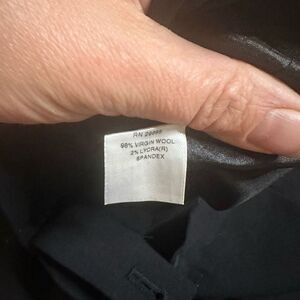 RN
98% VIRGIN WOOL
2% LYCRA(R)
SPANDEX